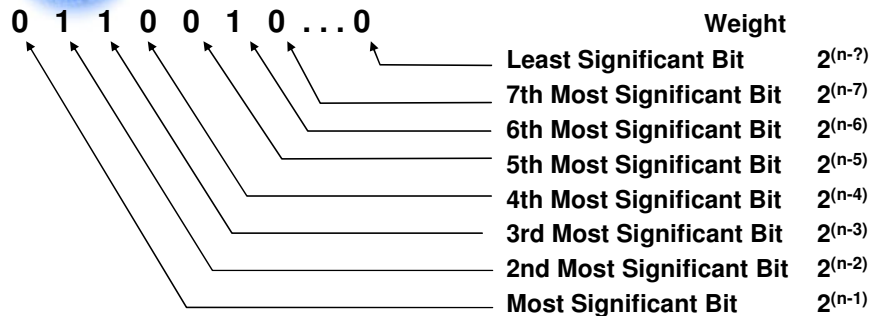 0 1 1 0 0 1 0 ... 0 Weight
Least Significant Bit 2^(n-?)
7th Most Significant Bit 2^(n-7)
6th Most Significant Bit 2^(n-6)
5th Most Significant Bit 2^(n-5)
4th Most Significant Bit 2^(n-4)
3rd Most Significant Bit 2^(n-3)
2nd Most Significant Bit 2^(n-2)
Most Significant Bit 2^(n-1)